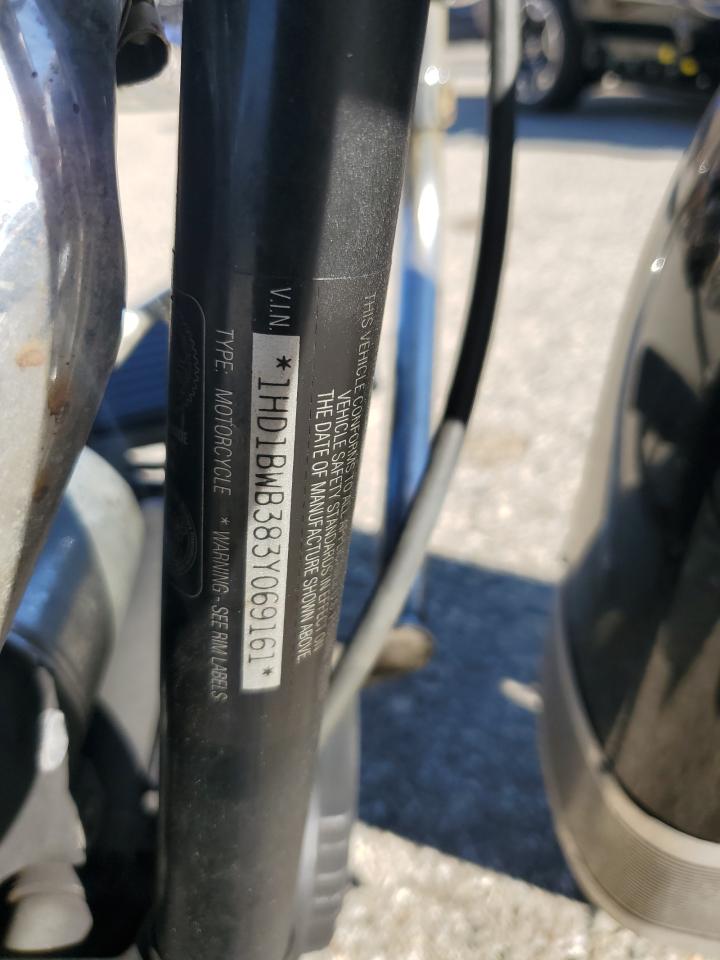 THIS VEHICLE CONFORMS TO ALL
VEHICLE SAFETY STANDARDS IN EFFECT ON
THE DATE OF MANUFACTURE SHOWN ABOVE.
V.I.N.
*1HD1BWB383Y069161*
TYPE: MOTORCYCLE * WARNING - SEE RIM LABELS